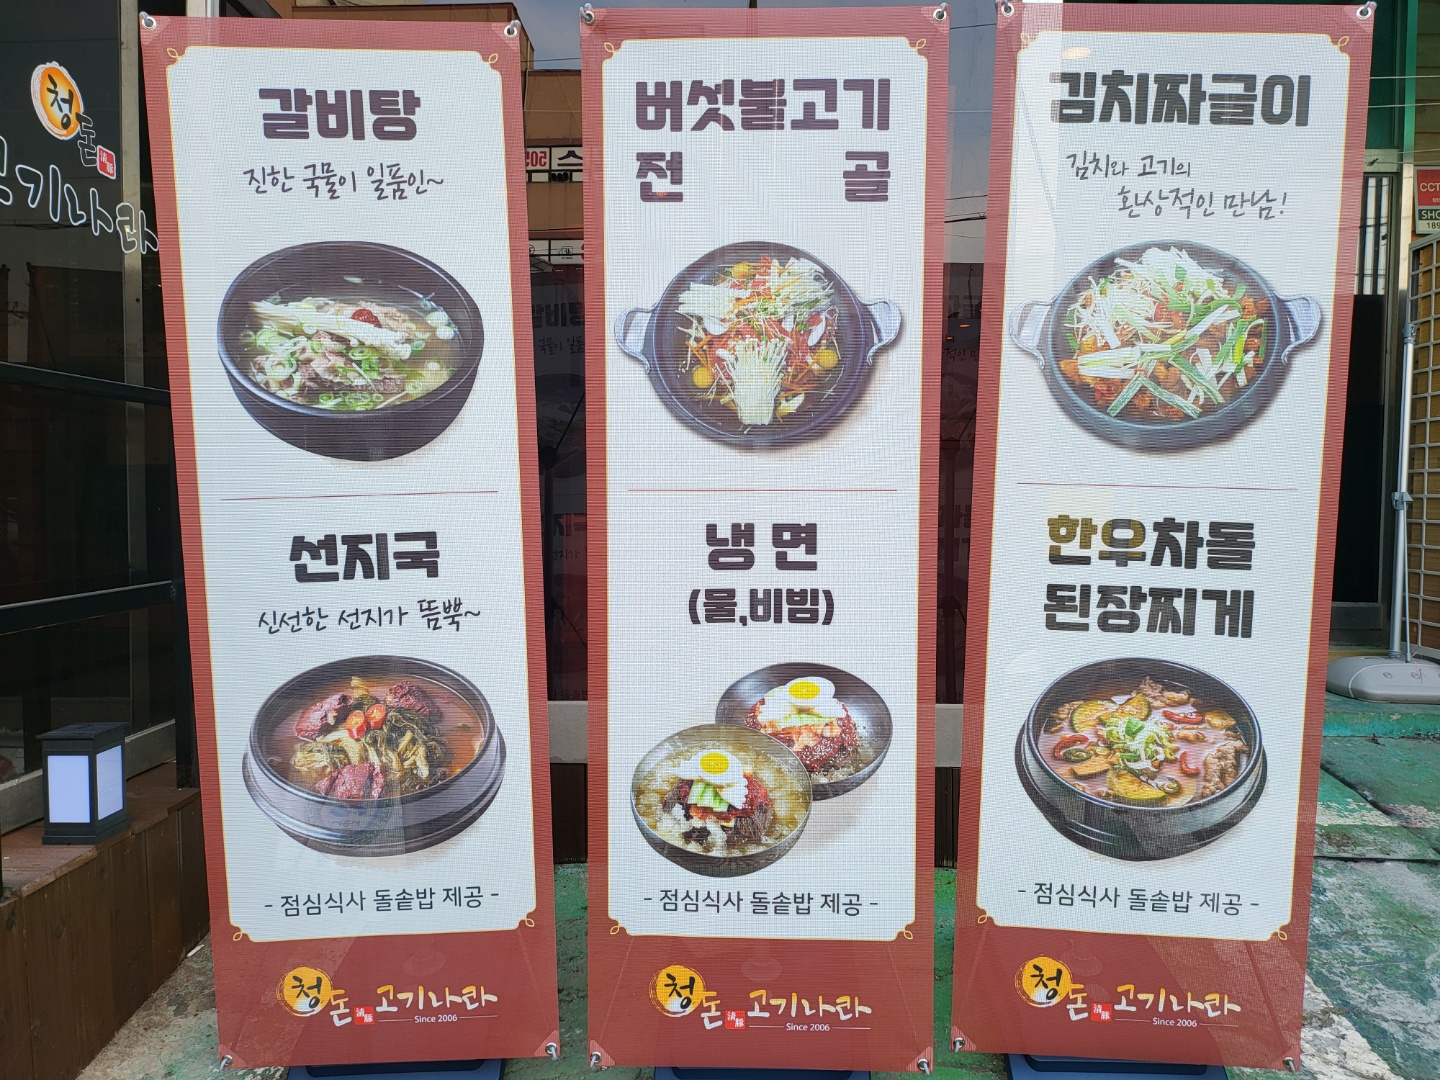 청돈
고기나라
갈비탕
진한 국물이 일품인~
선지국
신선한 선지가 뜸뿍~
- 점심식사 돌솥밥 제공 -
청돈 고기나라
Since 2006
버섯불고기
전 골
냉 면
(물,비빔)
- 점심식사 돌솥밥 제공 -
청돈 고기나라
Since 2006
김치짜글이
김치와 고기의
환상적인 만남!
한우차돌
된장찌게
- 점심식사 돌솥밥 제공 -
청돈 고기나라
Since 2006